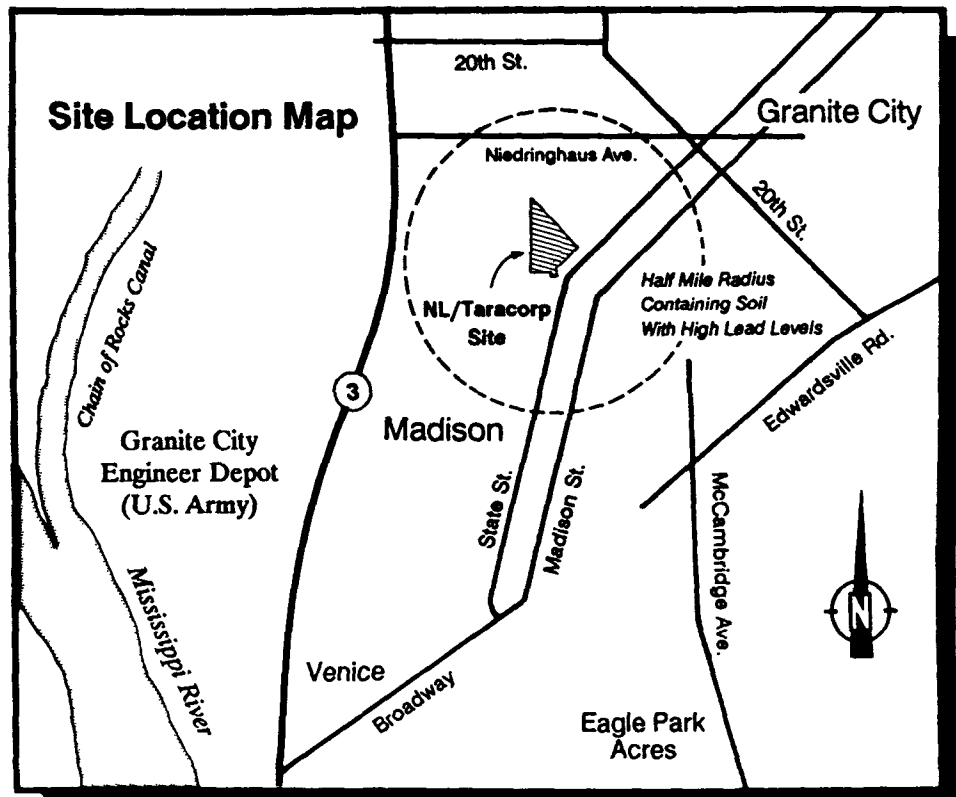 20th St.
Site Location Map
Granite City
Niedringhaus Ave.
20th St.
Chain of Rocks Canal
NL/Taracorp
Site
Half Mile Radius
Containing Soil
With High Lead Levels
Edwardsville Rd.
3
Madison
Granite City
Engineer Depot
(U.S. Army)
State St.
Madison St.
McCambridge Ave.
Mississippi River
N
Venice
Broadway
Eagle Park
Acres